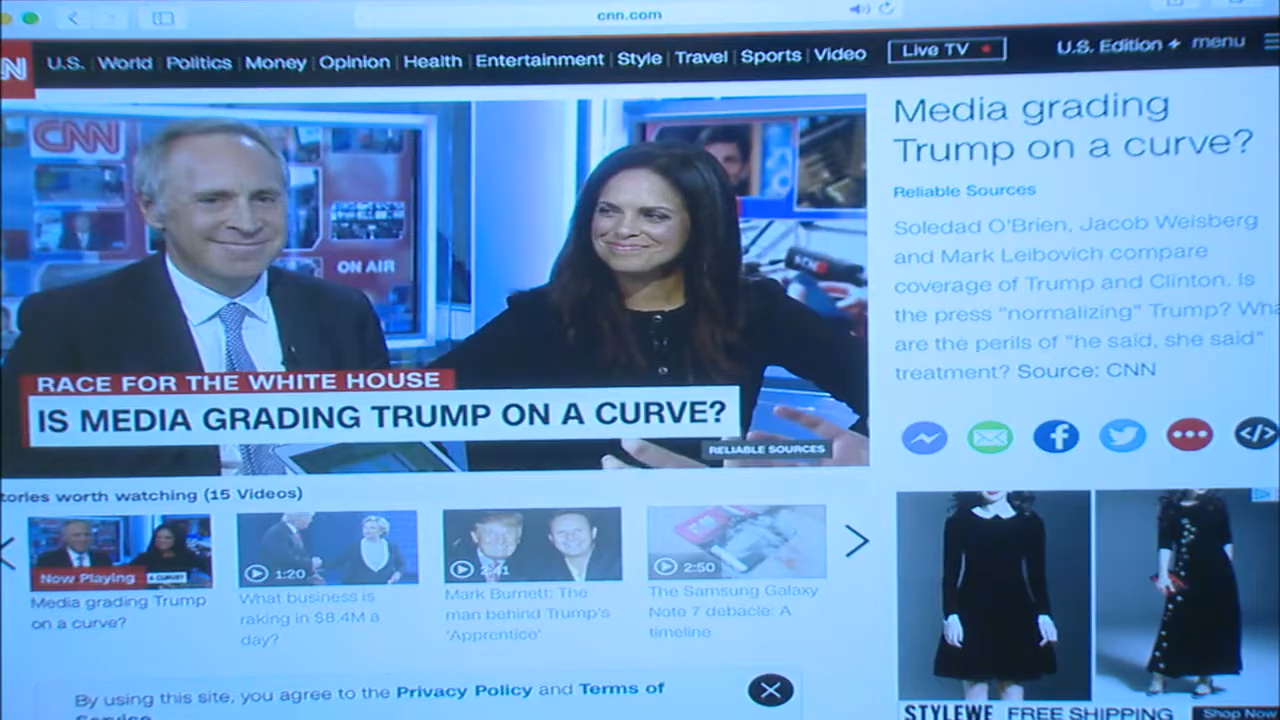 cnn.com
U.S. World Politics Money Opinion Health Entertainment Style Travel Sports Video Live TV U.S. Edition + menu
CNN
ON AIR
RACE FOR THE WHITE HOUSE
IS MEDIA GRADING TRUMP ON A CURVE?
RELIABLE SOURCES
Media grading
Trump on a curve?
Reliable Sources
Soledad O'Brien, Jacob Weisberg
and Mark Leibovich compare
coverage of Trump and Clinton. Is
the press "normalizing" Trump?
are the perils of "he said, she said"
treatment? Source: CNN
stories worth watching (15 Videos)
Now Playing
A CURVE?
Media grading Trump
on a curve?
1:20
What business is
raking in $8.4M a
day?
2:41
Mark Burnett: The
man behind Trump's
'Apprentice'
2:50
The Samsung Galaxy
Note 7 debacle: A
timeline
By using this site, you agree to the Privacy Policy and Terms of
Service
STYLEWE FREE SHIPPING Shop Now